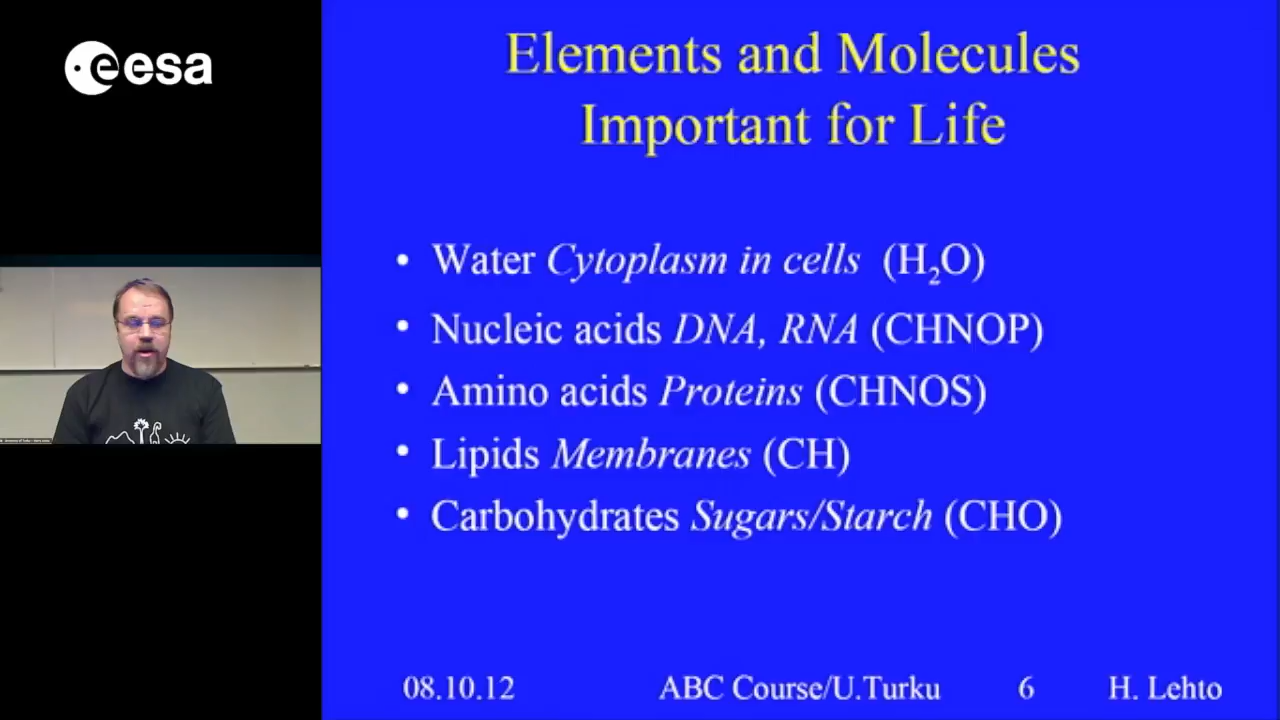 esa
Elements and Molecules
Important for Life
• Water Cytoplasm in cells (H₂O)
• Nucleic acids DNA, RNA (CHNOP)
• Amino acids Proteins (CHNOS)
• Lipids Membranes (CH)
• Carbohydrates Sugars/Starch (CHO)
08.10.12 ABC Course/U.Turku 6 H. Lehto